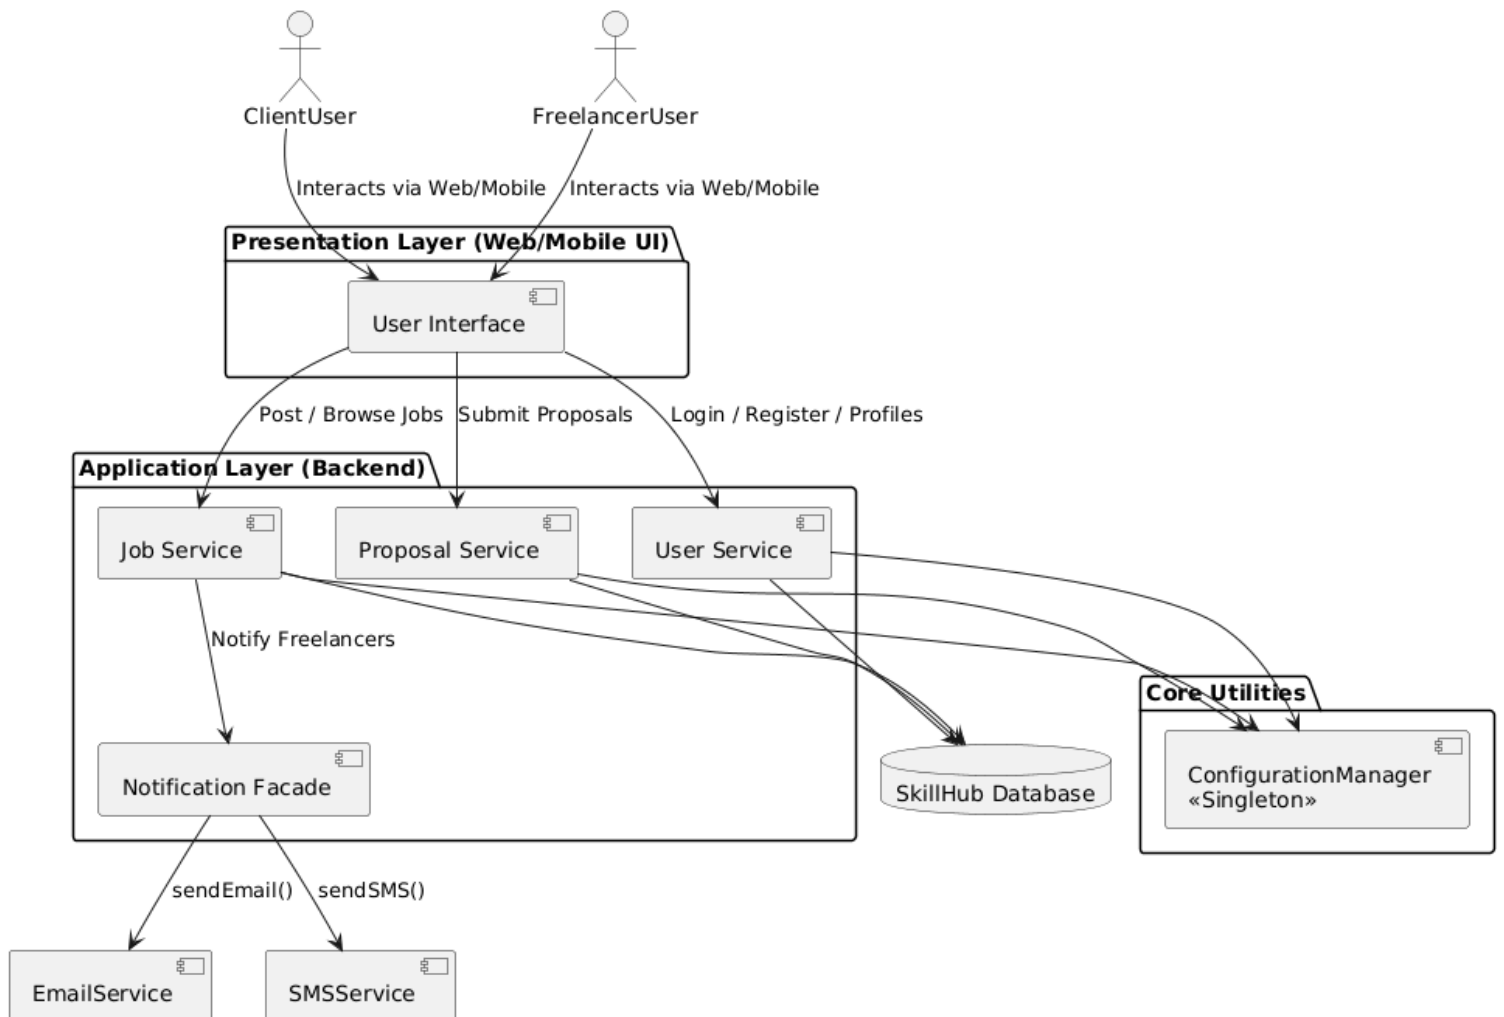 ClientUser
FreelancerUser
Interacts via Web/Mobile
Interacts via Web/Mobile
Presentation Layer (Web/Mobile UI)
User Interface
Post / Browse Jobs
Submit Proposals
Login / Register / Profiles
Application Layer (Backend)
Job Service
Proposal Service
User Service
Notify Freelancers
Core Utilities
Notification Facade
SkillHub Database
ConfigurationManager
«Singleton»
sendEmail()
sendSMS()
EmailService
SMSService